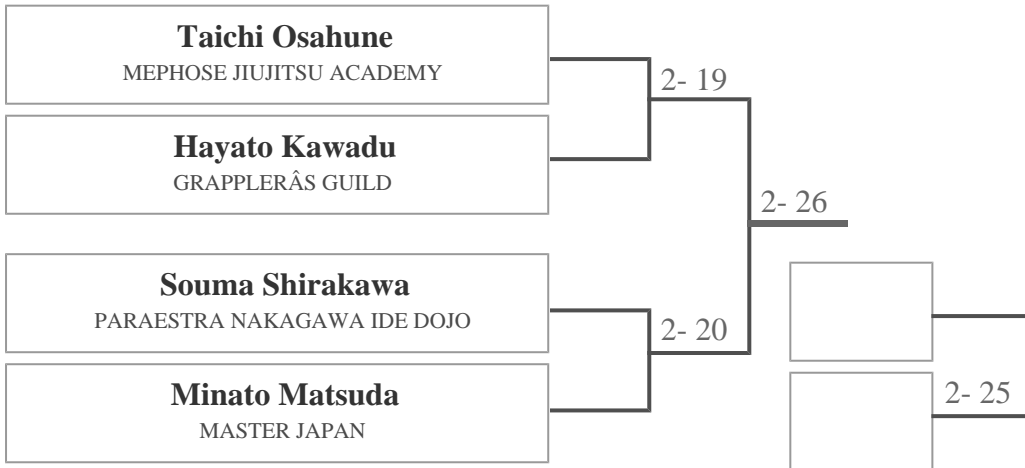 Taichi Osahune
MEPHOSE JIUJITSU ACADEMY
2- 19
Hayato Kawadu
GRAPPLERÂS GUILD
2- 26
Souma Shirakawa
PARAESTRA NAKAGAWA IDE DOJO
2- 20
Minato Matsuda
MASTER JAPAN
2- 25